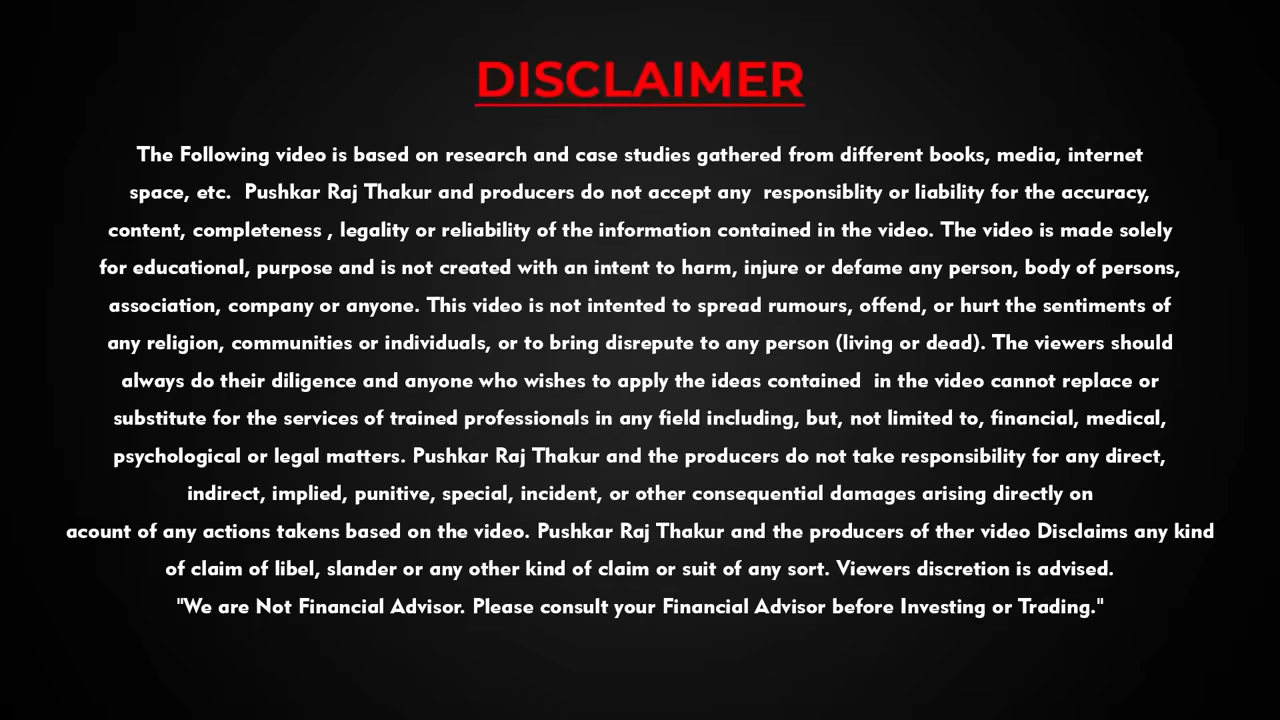 DISCLAIMER
The Following video is based on research and case studies gathered from different books, media, internet
space, etc.  Pushkar Raj Thakur and producers do not accept any  responsiblity or liability for the accuracy,
content, completeness , legality or reliability of the information contained in the video. The video is made solely
for educational, purpose and is not created with an intent to harm, injure or defame any person, body of persons,
association, company or anyone. This video is not intented to spread rumours, offend, or hurt the sentiments of
any religion, communities or individuals, or to bring disrepute to any person (living or dead). The viewers should
always do their diligence and anyone who wishes to apply the ideas contained  in the video cannot replace or
substitute for the services of trained professionals in any field including, but, not limited to, financial, medical,
psychological or legal matters. Pushkar Raj Thakur and the producers do not take responsibility for any direct,
indirect, implied, punitive, special, incident, or other consequential damages arising directly on
acount of any actions takens based on the video. Pushkar Raj Thakur and the producers of ther video Disclaims any kind
of claim of libel, slander or any other kind of claim or suit of any sort. Viewers discretion is advised.
"We are Not Financial Advisor. Please consult your Financial Advisor before Investing or Trading."